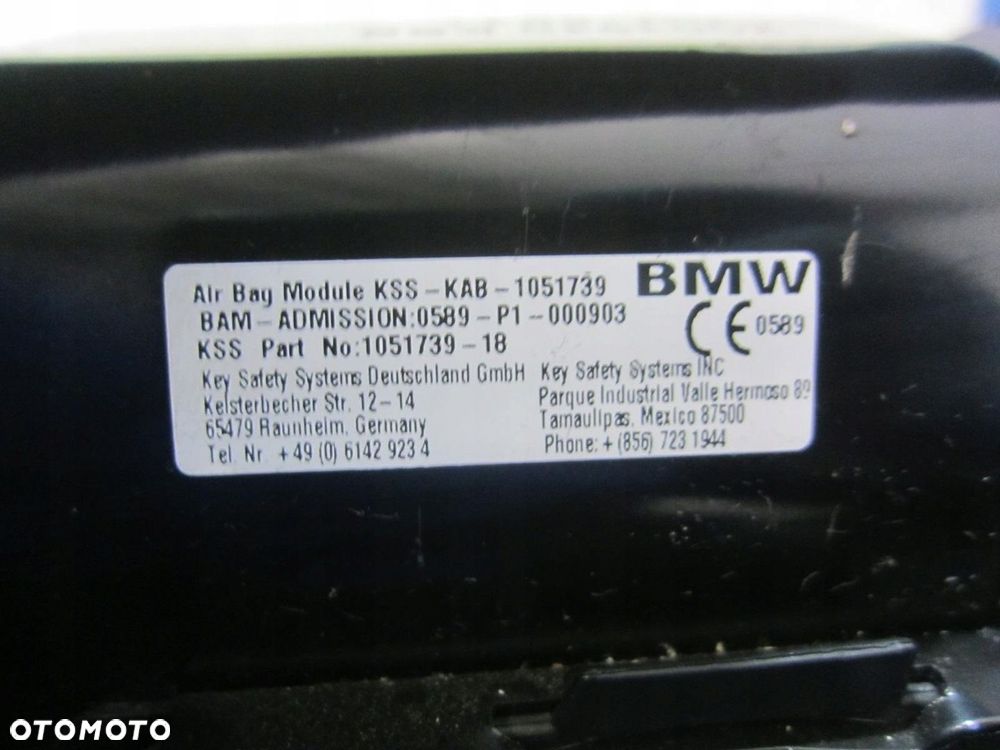 Air Bag Module KSS-KAB-1051739
BMW
BAM-ADMISSION:0589-P1-000903
CE 0589
KSS Part No:1051739-18
Key Safety Systems Deutschland GmbH
Kelsterbecher Str. 12-14
65479 Raunheim, Germany
Tel. Nr. +49 (0) 6142 923 4
Key Safety Systems INC
Parque Industrial Valle Hermoso 89
Tamaulipas, Mexico 87500
Phone: + (856) 723 1944
OTOMOTO